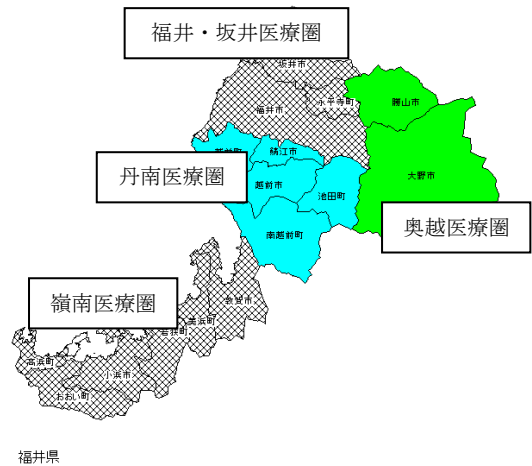 福井・坂井医療圏
坂井市
永平寺町
勝山市
福井市
越前町
鯖江市
丹南医療圏
越前市
池田町
大野市
奥越医療圏
南越前町
敦賀市
嶺南医療圏
美浜町
若狭町
高浜町
小浜市
おおい町
福井県